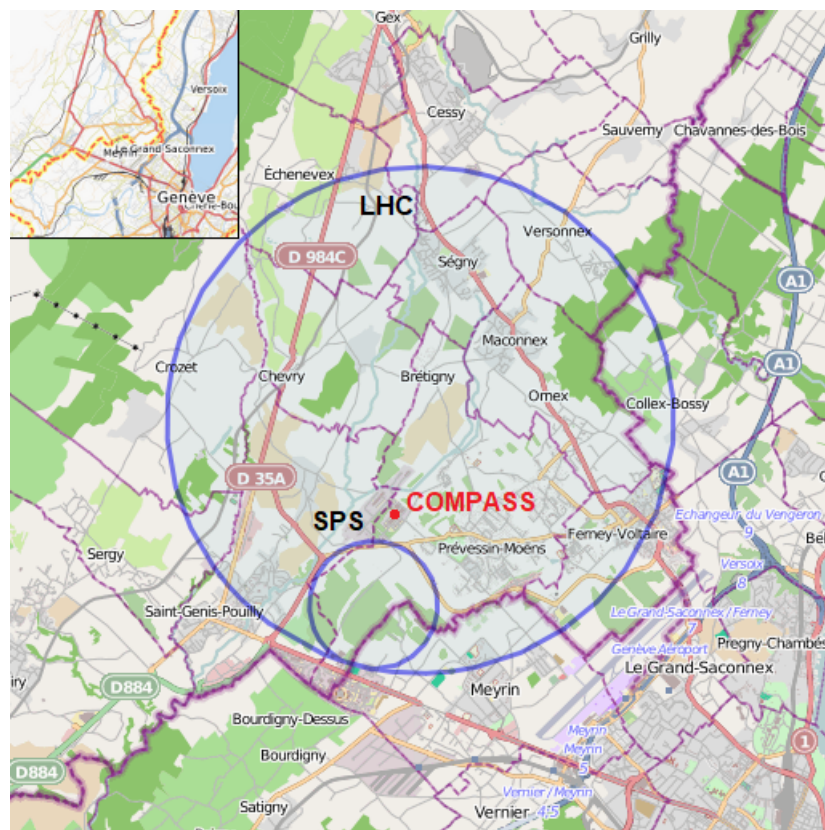 Gex
Grilly
Versoix
Cessy
Sauverny
Chavannes-des-Bois
Le Grand-Saconnex
Meyrin
Échenevex
Genève
LHC
Versonnex
D 984C
Ségny
A1
Maconnex
Crozet
Chevry
Brétigny
A1
Ornex
Collex-Bossy
D 35A
A1
COMPASS
SPS
Echangeur du Vengeron
9
Ferney-Voltaire
Prévessin-Moëns
Sergy
Versoix
8
Saint-Genis-Pouilly
Le Grand-Saconnex / Ferney
7
Genève Aéroport
Pregny-Chambés
Le Grand-Saconnex
D884
Meyrin
Bourdigny-Dessus
Meyrin
Meyrin
5
1
Bourdigny
D884
Vernier / Meyrin
Satigny
Vernier
4,5